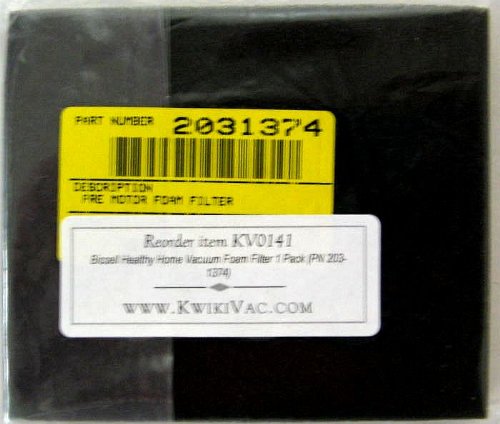 PART NUMBER 2031374
DESCRIPTION
PRE MOTOR FOAM FILTER
Reorder item KV0141
Bissell Healthy Home Vacuum Foam Filter 1 Pack (PN 203-
1374)
WWW.KWIKIVAC.COM